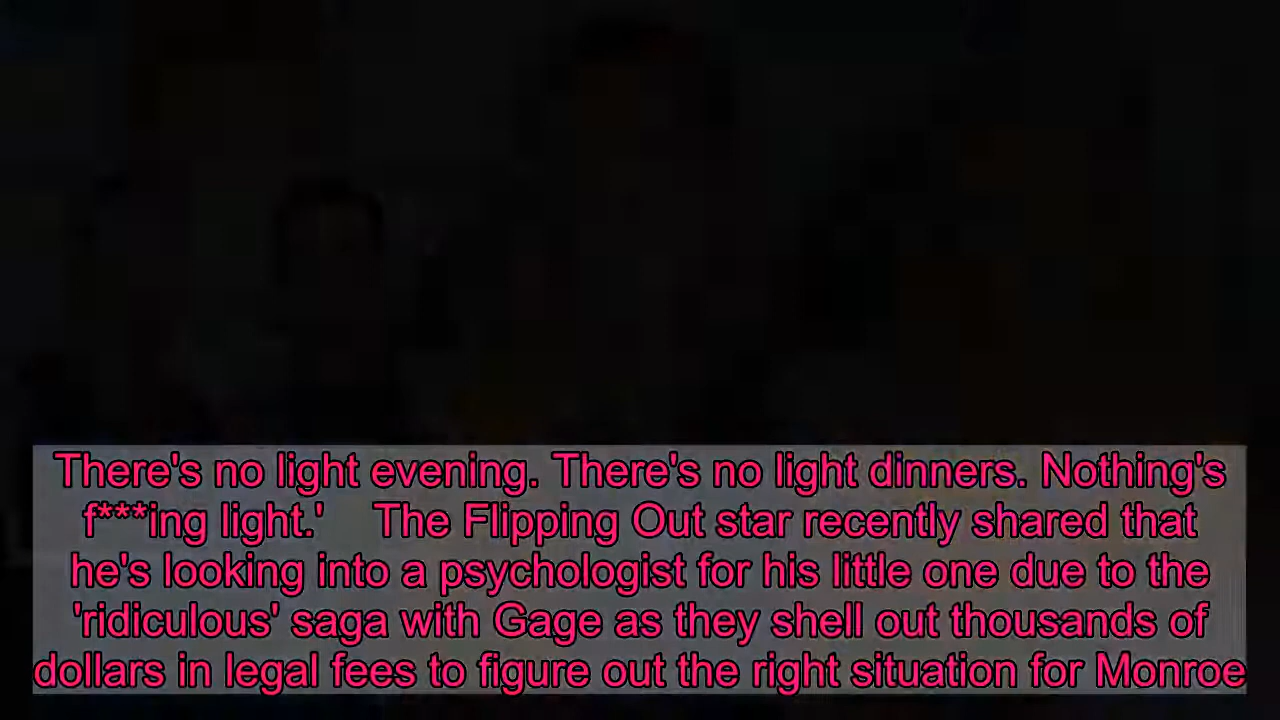 There's no light evening. There's no light dinners. Nothing's
f***ing light.'    The Flipping Out star recently shared that
he's looking into a psychologist for his little one due to the
'ridiculous' saga with Gage as they shell out thousands of
dollars in legal fees to figure out the right situation for Monroe